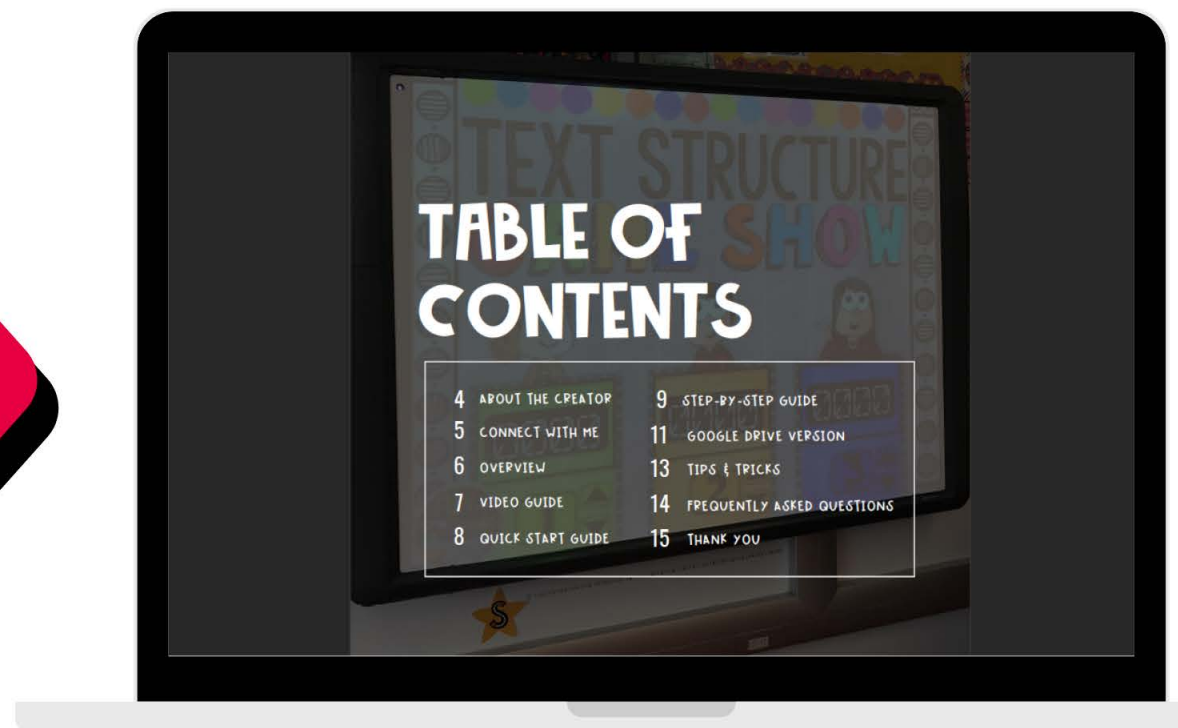 TEXT STRUCTURE
GAME SHOW
TABLE OF
CONTENTS
4 ABOUT THE CREATOR
5 CONNECT WITH ME
6 OVERVIEW
7 VIDEO GUIDE
8 QUICK START GUIDE
9 STEP-BY-STEP GUIDE
11 GOOGLE DRIVE VERSION
13 TIPS & TRICKS
14 FREQUENTLY ASKED QUESTIONS
15 THANK YOU
S